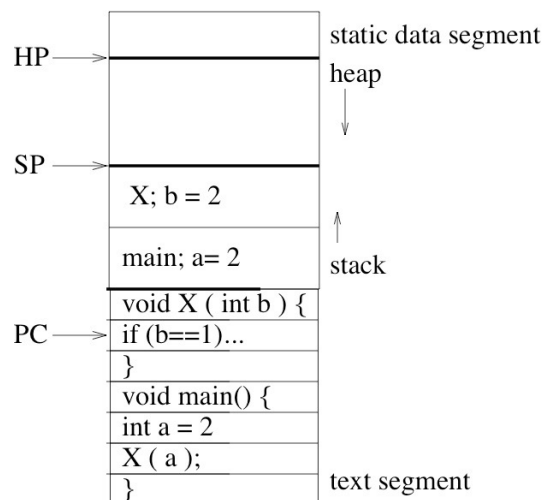 static data segment
HP
heap
SP
X; b = 2
main; a= 2
stack
void X ( int b ) {
PC
if (b==1)...
}
void main() {
int a = 2
X ( a );
text segment
}